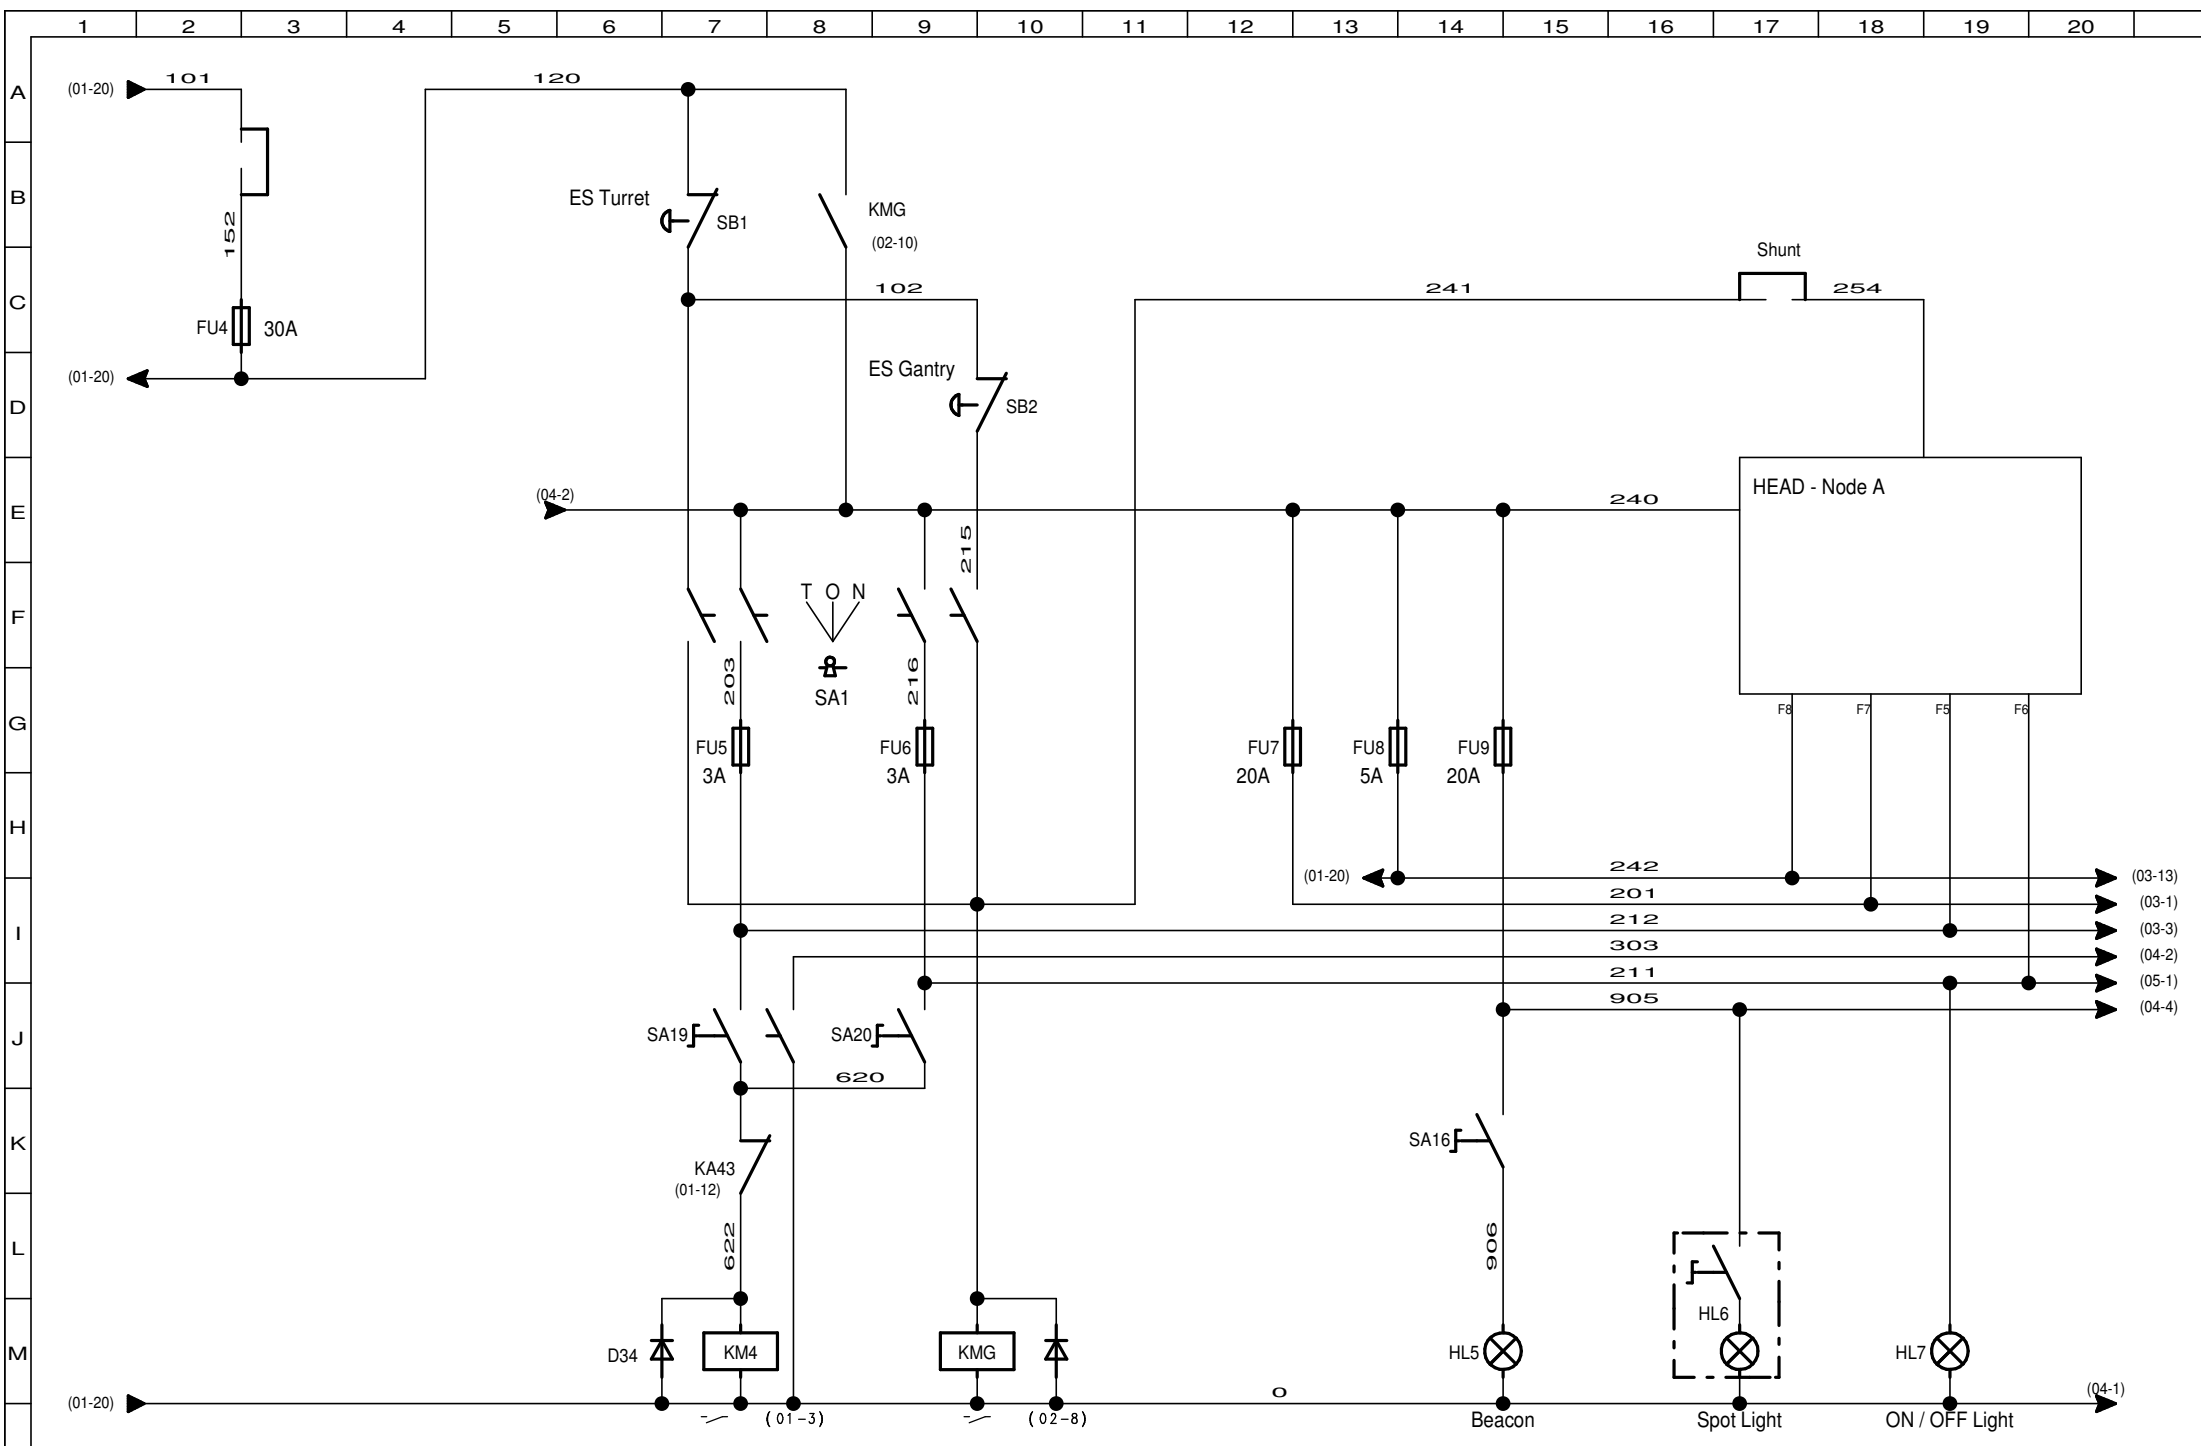 1 2 3 4 5 6 7 8 9 10 11 12 13 14 15 16 17 18 19 20
A
(01-20) 101 120
B
ES Turret SB1 KMG
(02-10)
152
Shunt
C
102 241 254
FU4 30A
(01-20)
ES Gantry
D
SB2
(04-2) 240 HEAD - Node A
E
215
F
T O N
203 216
SA1
G
F8 F7 F5 F6
FU5 FU6 FU7 FU8 FU9
3A 3A 20A 5A 20A
H
(01-20) 242 (03-13)
201 (03-1)
I
212 (03-3)
303 (04-2)
211 (05-1)
905 (04-4)
J
SA19 SA20
620
K
SA16
KA43
(01-12)
L
622 906
HL6
M
D34 KM4 KMG HL5 HL7
(01-20) 0 (04-1)
(01-3) (02-8) Beacon Spot Light ON / OFF Light